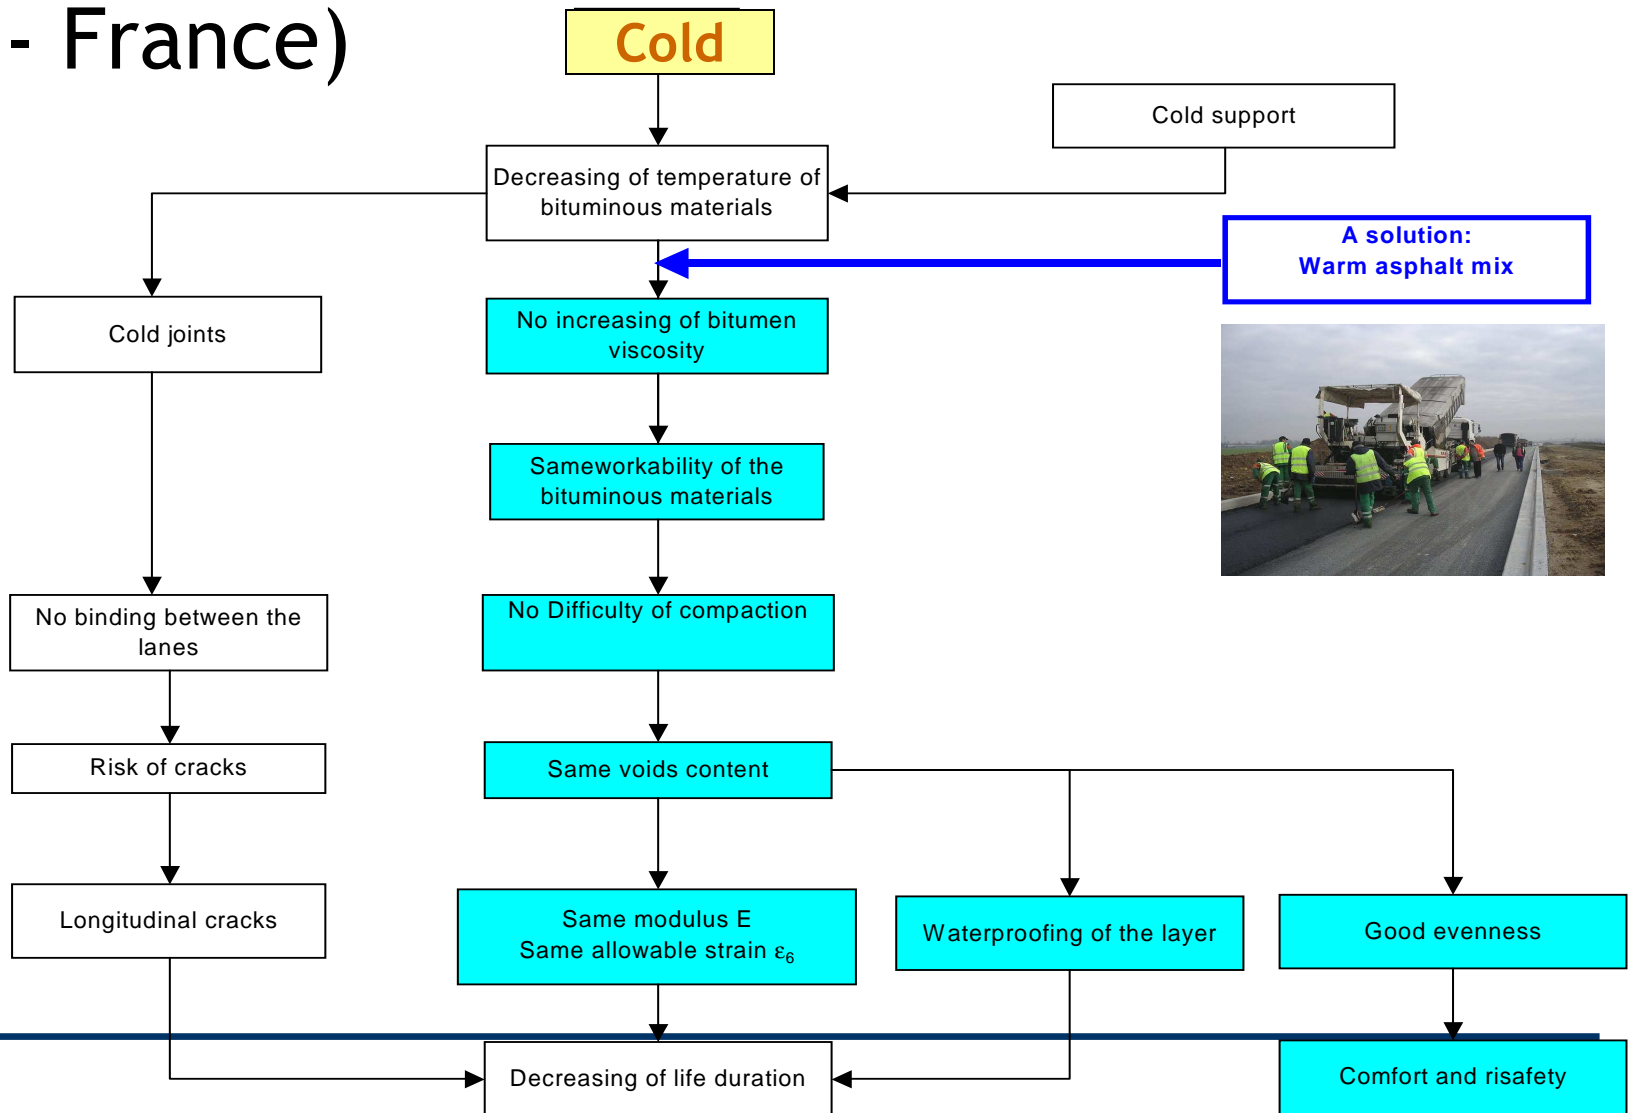 - France)
Cold
Cold support
Decreasing of temperature of
bituminous materials
A solution:
Warm asphalt mix
Cold joints
No increasing of bitumen
viscosity
Sameworkability of the
bituminous materials
No binding between the
lanes
No Difficulty of compaction
Risk of cracks
Same voids content
Longitudinal cracks
Same modulus E
Same allowable strain ε₆
Waterproofing of the layer
Good evenness
Decreasing of life duration
Comfort and risafety